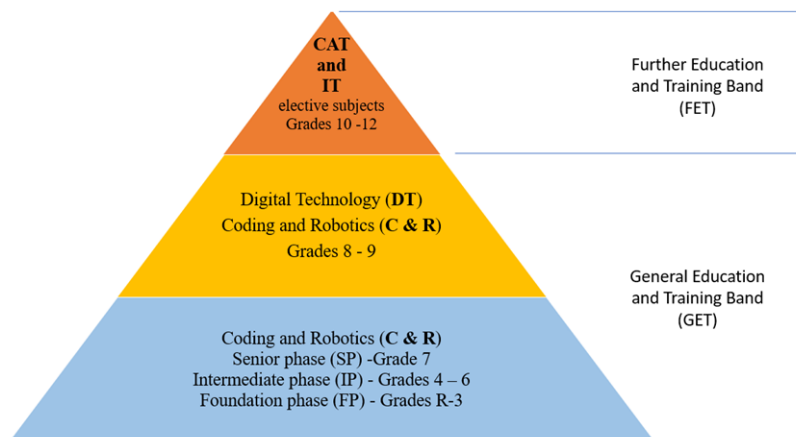 CAT
and
IT
elective subjects
Grades 10 -12
Further Education
and Training Band
(FET)
Digital Technology (DT)
Coding and Robotics (C & R)
Grades 8 - 9
General Education
and Training Band
(GET)
Coding and Robotics (C & R)
Senior phase (SP) -Grade 7
Intermediate phase (IP) - Grades 4 – 6
Foundation phase (FP) - Grades R-3